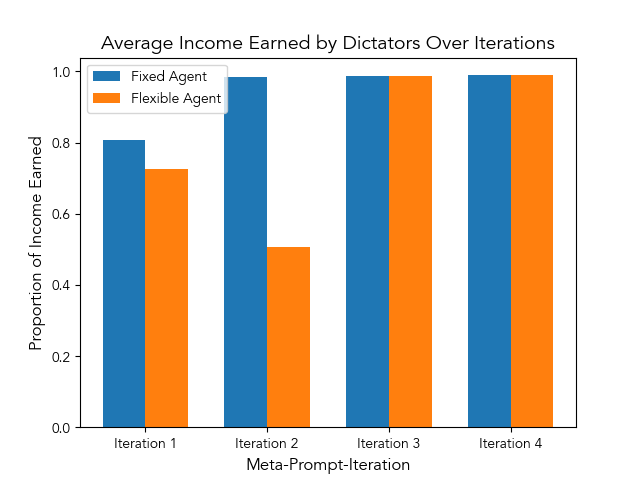 Average Income Earned by Dictators Over Iterations
Proportion of Income Earned
1.0
0.8
0.6
0.4
0.2
0.0
Fixed Agent
Flexible Agent
Iteration 1
Iteration 2
Iteration 3
Iteration 4
Meta-Prompt-Iteration